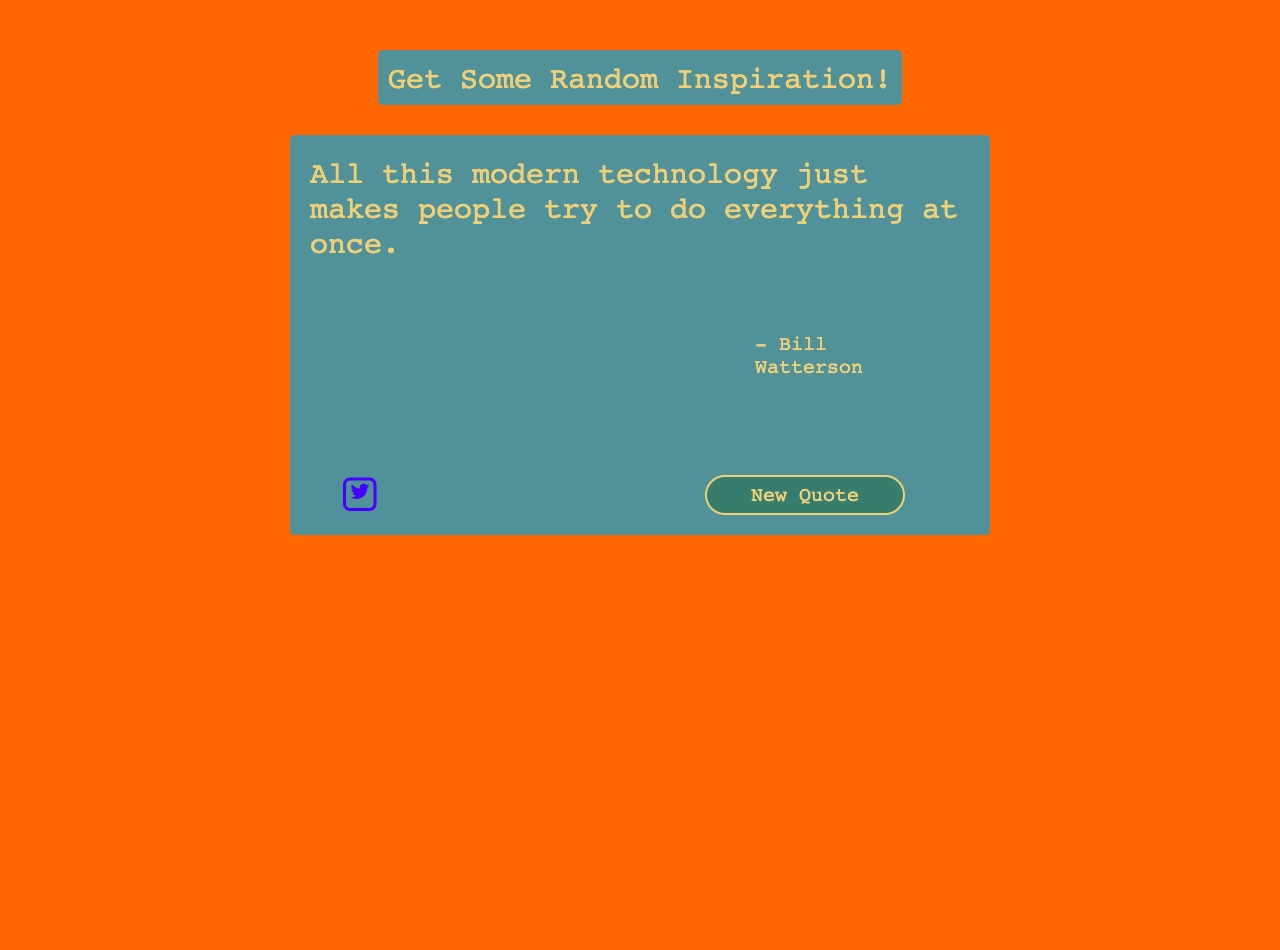 Get Some Random Inspiration!
All this modern technology just
makes people try to do everything at
once.
- Bill
Watterson
New Quote